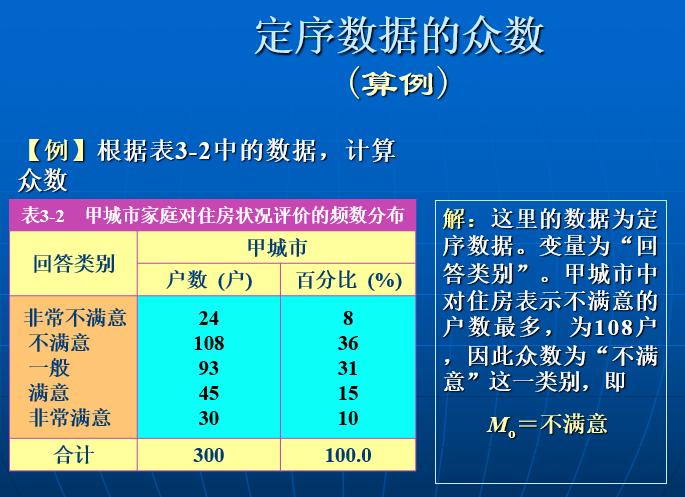 定序数据的众数
（算例）
【例】根据表3-2中的数据，计算
众数
表3-2 甲城市家庭对住房状况评价的频数分布
回答类别 甲城市
户数 (户) 百分比 (%)
非常不满意 24 8
不满意 108 36
一般 93 31
满意 45 15
非常满意 30 10
合计 300 100.0
解：这里的数据为定
序数据。变量为“回
答类别”。甲城市中
对住房表示不满意的
户数最多，为108户
，因此众数为“不满
意”这一类别，即
Mo＝不满意